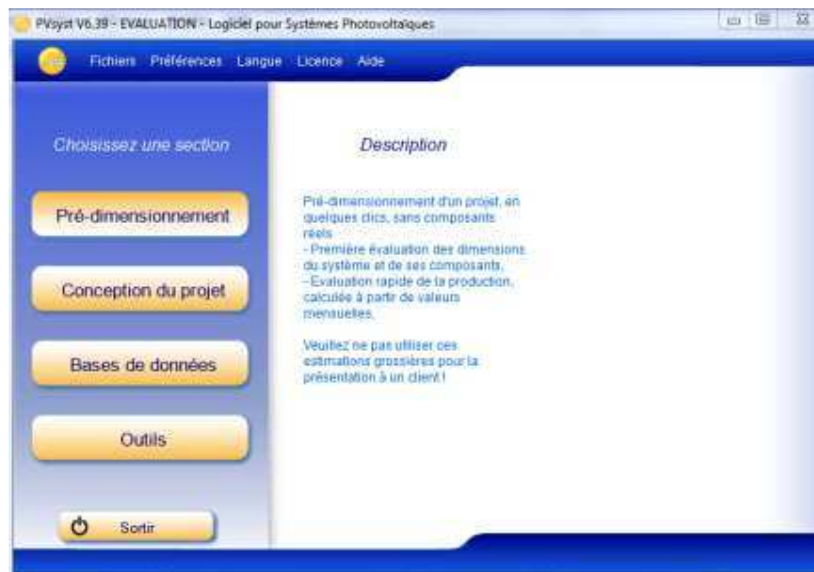 PVsyst V6.39 - EVALUATION - Logiciel pour Systèmes Photovoltaïques
Fichiers Préférences Langue Licence Aide
Choisissez une section
Pré-dimensionnement
Conception du projet
Bases de données
Outils
Sortir
Description
Pré-dimensionnement d'un projet, en
quelques clics, sans composants
réels
- Première évaluation des dimensions
du système et de ses composants,
- Evaluation rapide de la production,
calculée à partir de valeurs
mensuelles.
Veuillez ne pas utiliser ces
estimations grossières pour la
présentation à un client !